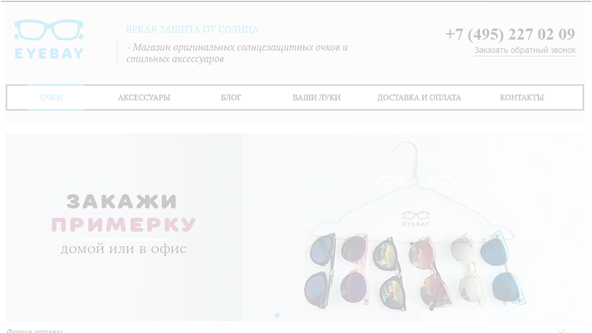 EYEBAY
ЯРКАЯ ЗАЩИТА ОТ СОЛНЦА
- Магазин оригинальных солнцезащитных очков и
стильных аксессуаров
+7 (495) 227 02 09
Заказать обратный звонок
ОЧКИ АКСЕССУАРЫ БЛОГ ВАШИ ЛУКИ ДОСТАВКА И ОПЛАТА КОНТАКТЫ
ЗАКАЖИ
ПРИМЕРКУ
домой или в офис
EYEBAY
Форма оправы